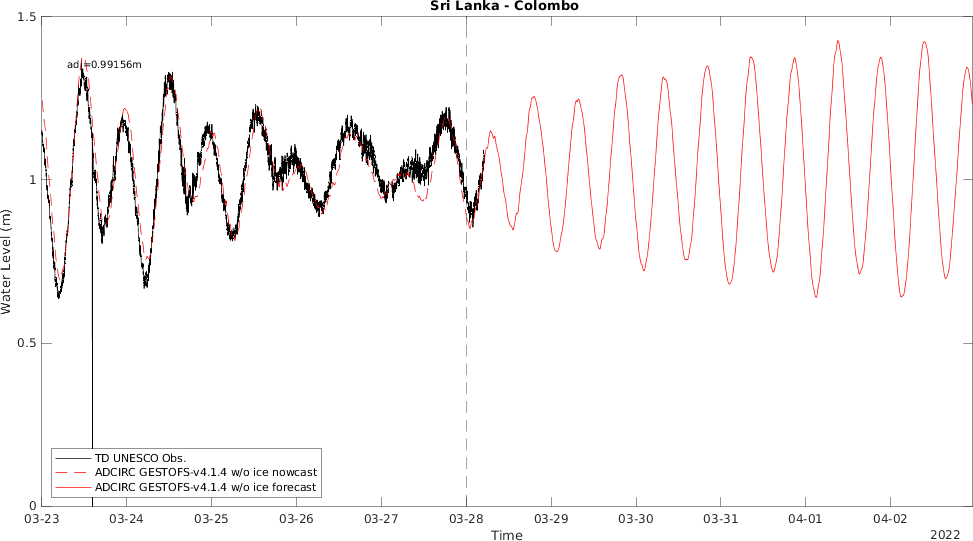 Sri Lanka - Colombo
1.5
adj=0.99156m
1
Water Level (m)
0.5
TD UNESCO Obs.
ADCIRC GESTOFS-v4.1.4 w/o ice nowcast
ADCIRC GESTOFS-v4.1.4 w/o ice forecast
0
03-23 03-24 03-25 03-26 03-27 03-28 03-29 03-30 03-31 04-01 04-02
Time
2022